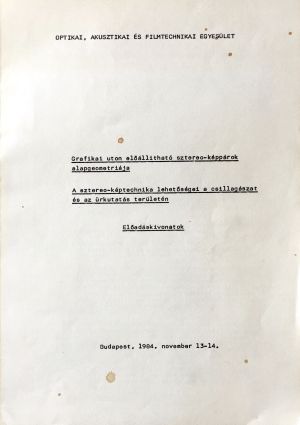 OPTIKAI, AKUSZTIKAI ÉS FILMTECHNIKAI EGYESÜLET
Grafikai uton előállitható sztereo-képpárok
alapgeometriája
A sztereo-képtechnika lehetőségei a csillagászat
és az űrkutatás területén
Előadáskivonatok
Budapest, 1984. november 13-14.